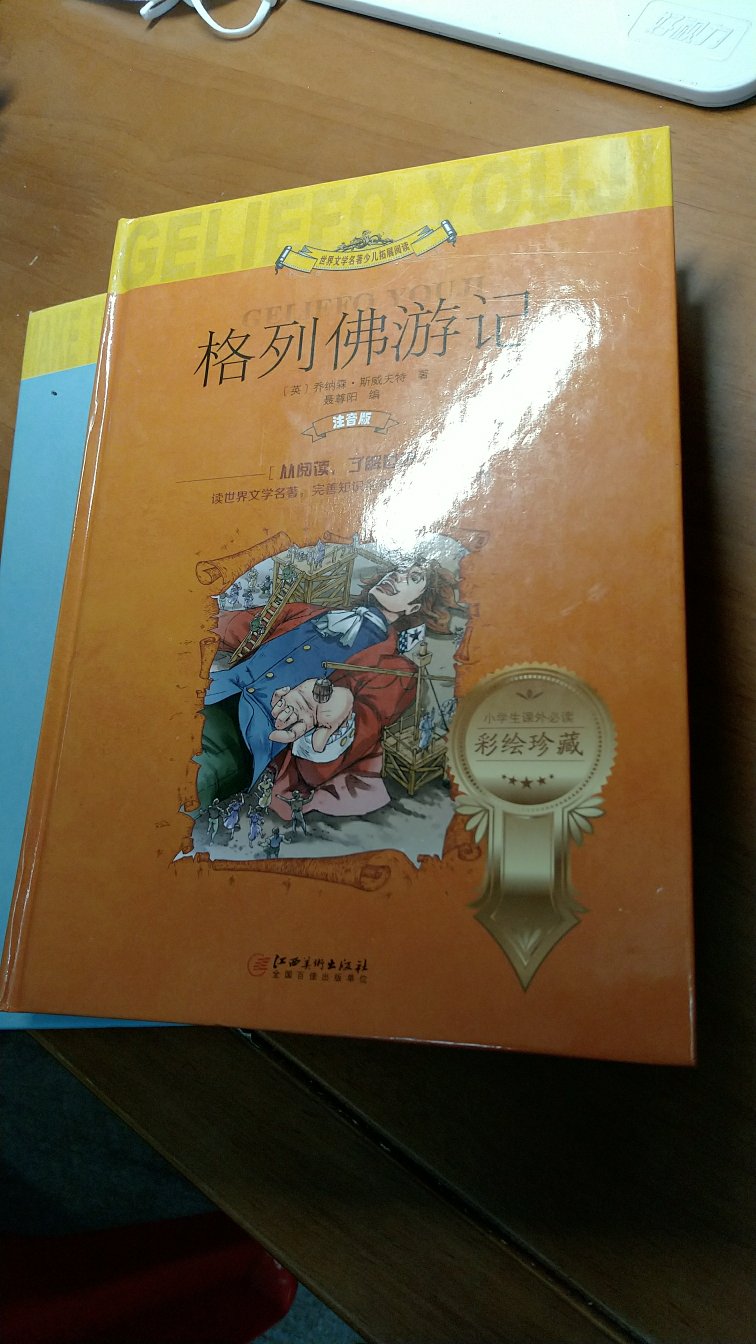 GELIFFO YOUJI
世界文学名著少儿拓展阅读
GELIFFO YOUJI
格列佛游记
〔英〕乔纳森·斯威夫特 著
聂尊阳 编
注音版
[ 从阅读,了解
读世界文学名著,完善知识
小学生课外必读
彩绘珍藏
江西美术出版社
全国百佳出版单位